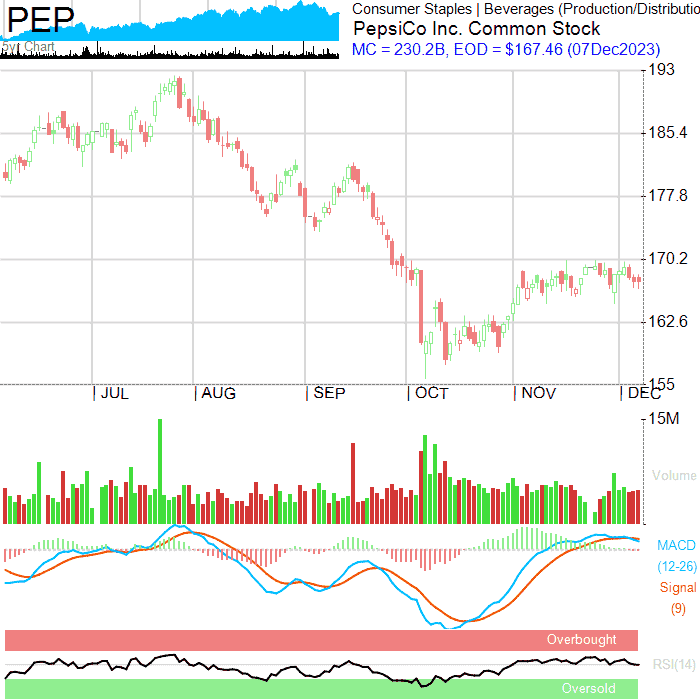 PEP
Consumer Staples | Beverages (Production/Distributio
PepsiCo Inc. Common Stock
MC = 230.2B, EOD = $167.46 (07Dec2023)
Chart
193
185.4
177.8
170.2
162.6
155
JUL AUG SEP OCT NOV DEC
15M
Volume
MACD
(12-26)
Signal
(9)
Overbought
RSI(14)
Oversold